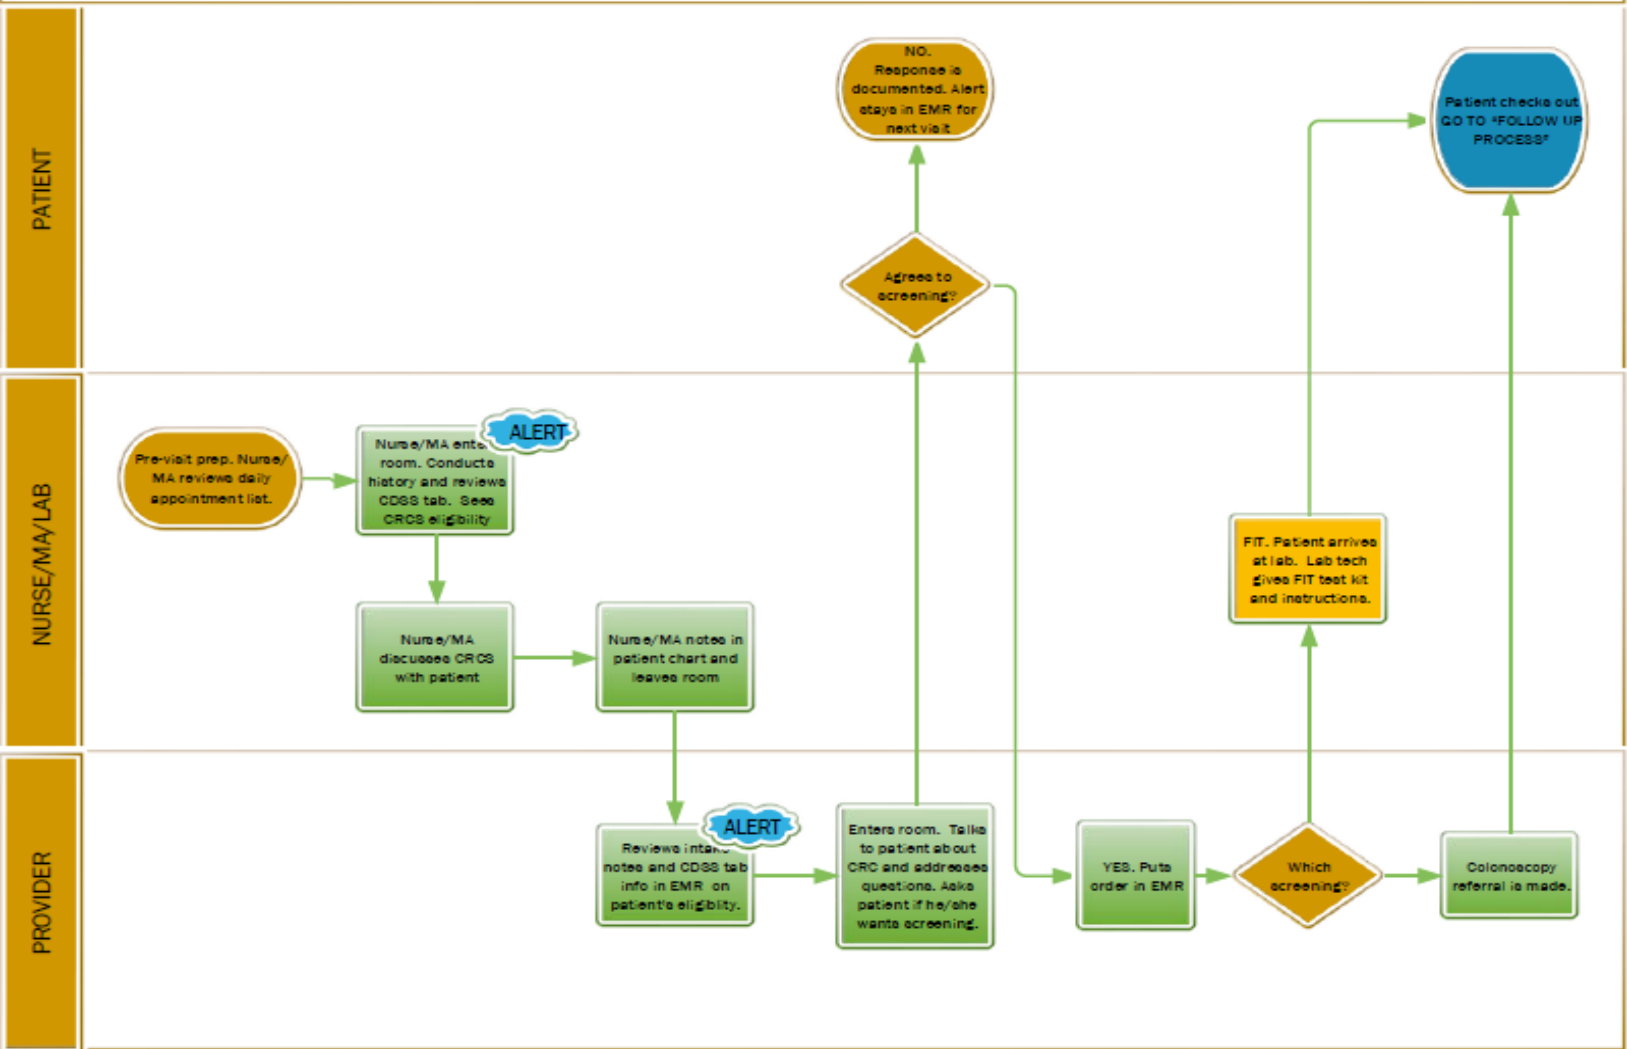 PATIENT
NO.
Response is
documented. Alert
stays in EMR for
next visit
Patient checks out
GO TO "FOLLOW UP
PROCESS"
Agrees to
screening?
NURSE/MA/LAB
Pre-visit prep. Nurse/
MA reviews daily
appointment list.
ALERT
Nurse/MA
room. Conducts
history and reviews
CDSS tab. Sees
CRCS eligibility
Nurse/MA
discusses CRCS
with patient
Nurse/MA notes in
patient chart and
leaves room
FIT. Patient arrives
at lab. Lab tech
gives FIT test kit
and instructions.
PROVIDER
ALERT
Reviews
notes and CDSS tab
info in EMR on
patient's eligiblity.
Enters room. Talks
to patient about
CRC and addresses
questions. Asks
patient if he/she
wants screening.
YES. Puts
order in EMR
Which
screening?
Colonoscopy
referral is made.